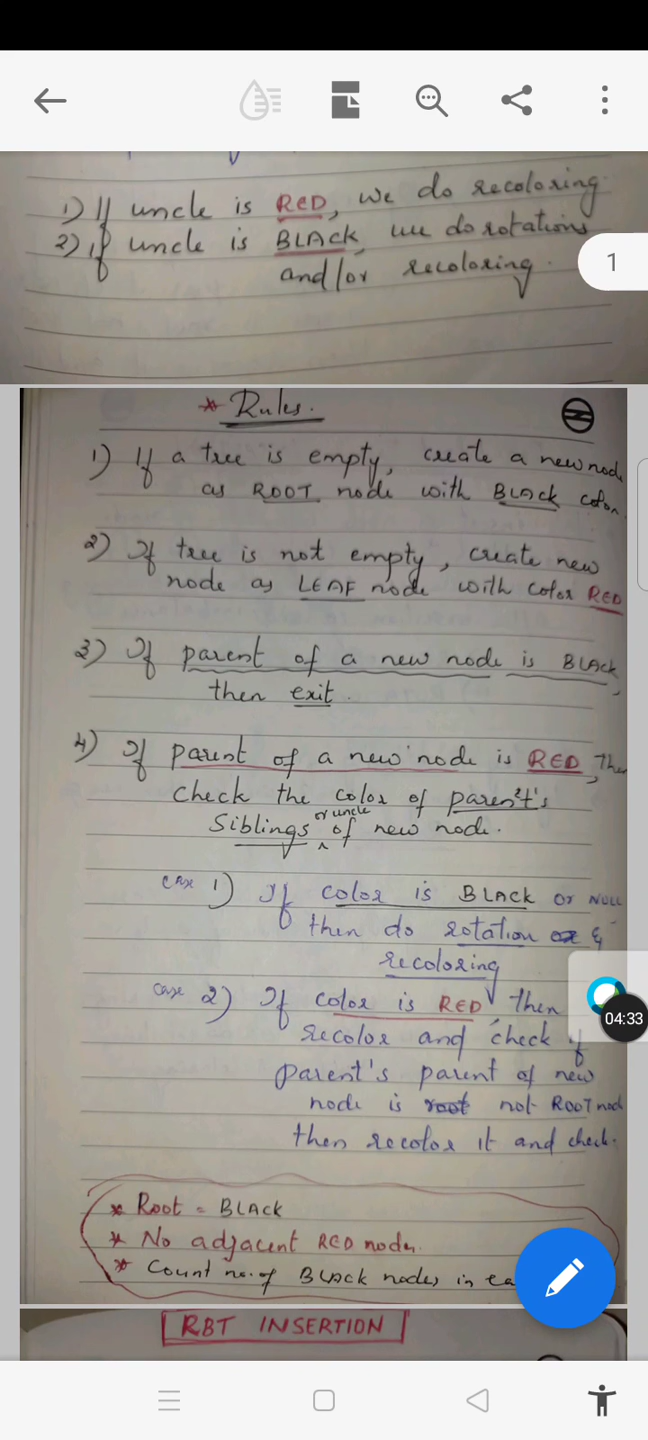 1) If uncle is RED, we do recoloring.
2) if uncle is BLACK, we do rotations
and/or recoloring.
1
* Rules.
1) If a tree is empty, create a new nod
as ROOT node with BLACK color.
2) If tree is not empty, create new
node as LEAF node with color RED
3) If parent of a new node is BLACK,
then exit.
4) If parent of a new node is RED, Then
check the color of parent's
or uncle
Siblings ^ of new node.
case 1) If color is BLACK or NULL
then do rotation &
recoloring
case 2) If color is RED, then
recolor and check if
parent's parent of new
node is not ROOT nod
then recolor it and check.
04:33
* Root = BLACK
* No adjacent RED nodes.
* Count no. of BLACK nodes in ea
RBT INSERTION